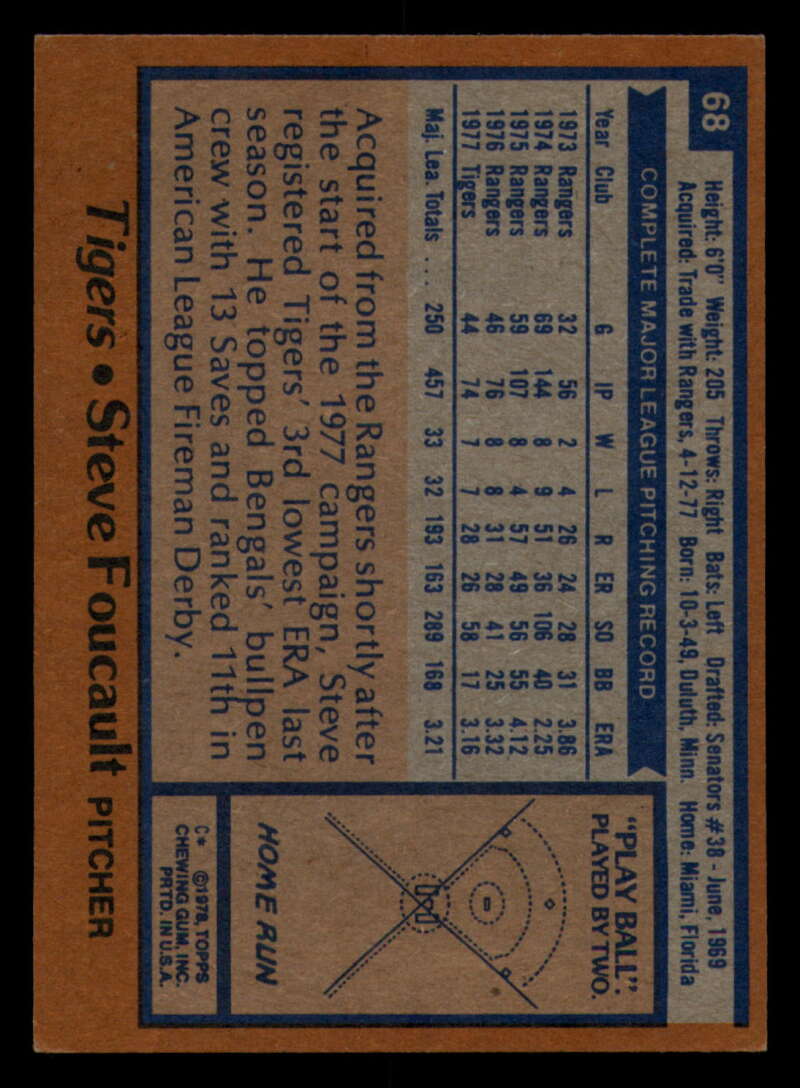 68
Height: 6'0" Weight: 205 Throws: Right Bats: Left Drafted: Senators #38 - June, 1969
Acquired: Trade with Rangers, 4-12-77 Born: 10-3-49, Duluth, Minn. Home: Miami, Florida
COMPLETE MAJOR LEAGUE PITCHING RECORD
Year Club G IP W L R ER SO BB ERA
1973 Rangers 32 56 2 4 26 24 28 31 3.86
1974 Rangers 69 144 8 9 51 36 106 40 2.25
1975 Rangers 59 107 8 4 57 49 56 55 4.12
1976 Rangers 46 76 8 8 31 28 41 25 3.32
1977 Tigers 44 74 7 7 28 26 58 17 3.16
Maj. Lea. Totals ... 250 457 33 32 193 163 289 168 3.21
Acquired from the Rangers shortly after
the start of the 1977 campaign, Steve
registered Tigers' 3rd lowest ERA last
season. He topped Bengals' bullpen
crew with 13 Saves and ranked 11th in
American League Fireman Derby.
"PLAY BALL".
PLAYED BY TWO.
HOME RUN
C* ©1978, TOPPS
CHEWING GUM, INC.
PRTD. IN U.S.A.
Tigers • Steve Foucault PITCHER